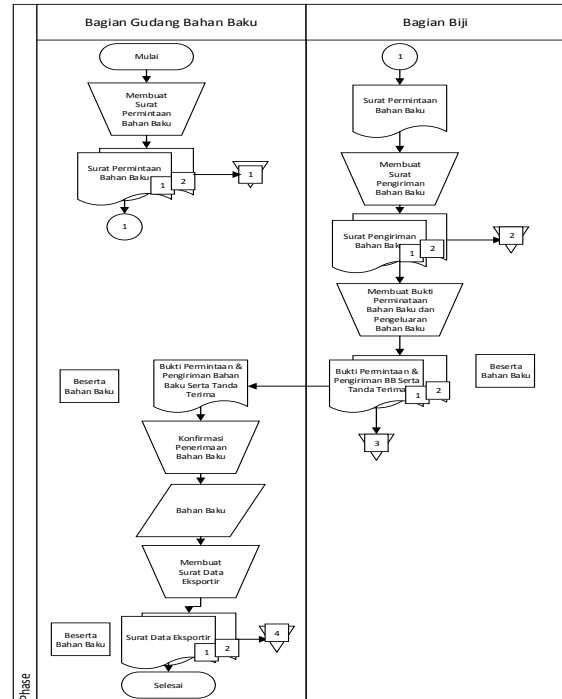 Bagian Gudang Bahan Baku
Bagian Biji
Mulai
Membuat
Surat
Permintaan
Bahan Baku
Surat Permintaan
Bahan Baku
1
2
1
1
1
Surat Permintaan
Bahan Baku
Membuat
Surat
Pengiriman
Bahan Baku
Surat Pengiriman
Bahan Baku
1
2
2
Membuat Bukti
Perminataan
Bahan Baku dan
Pengeluaran
Bahan Baku
Bukti Permintaan &
Pengiriman BB Serta
Tanda Terima
1
2
Beserta
Bahan Baku
3
Beserta
Bahan Baku
Bukti Permintaan &
Pengiriman Bahan
Baku Serta Tanda
Terima
Konfirmasi
Penerimaan
Bahan Baku
Bahan Baku
Membuat
Surat Data
Eksportir
Beserta
Bahan Baku
Surat Data Eksportir
1
2
4
Selesai
Phase